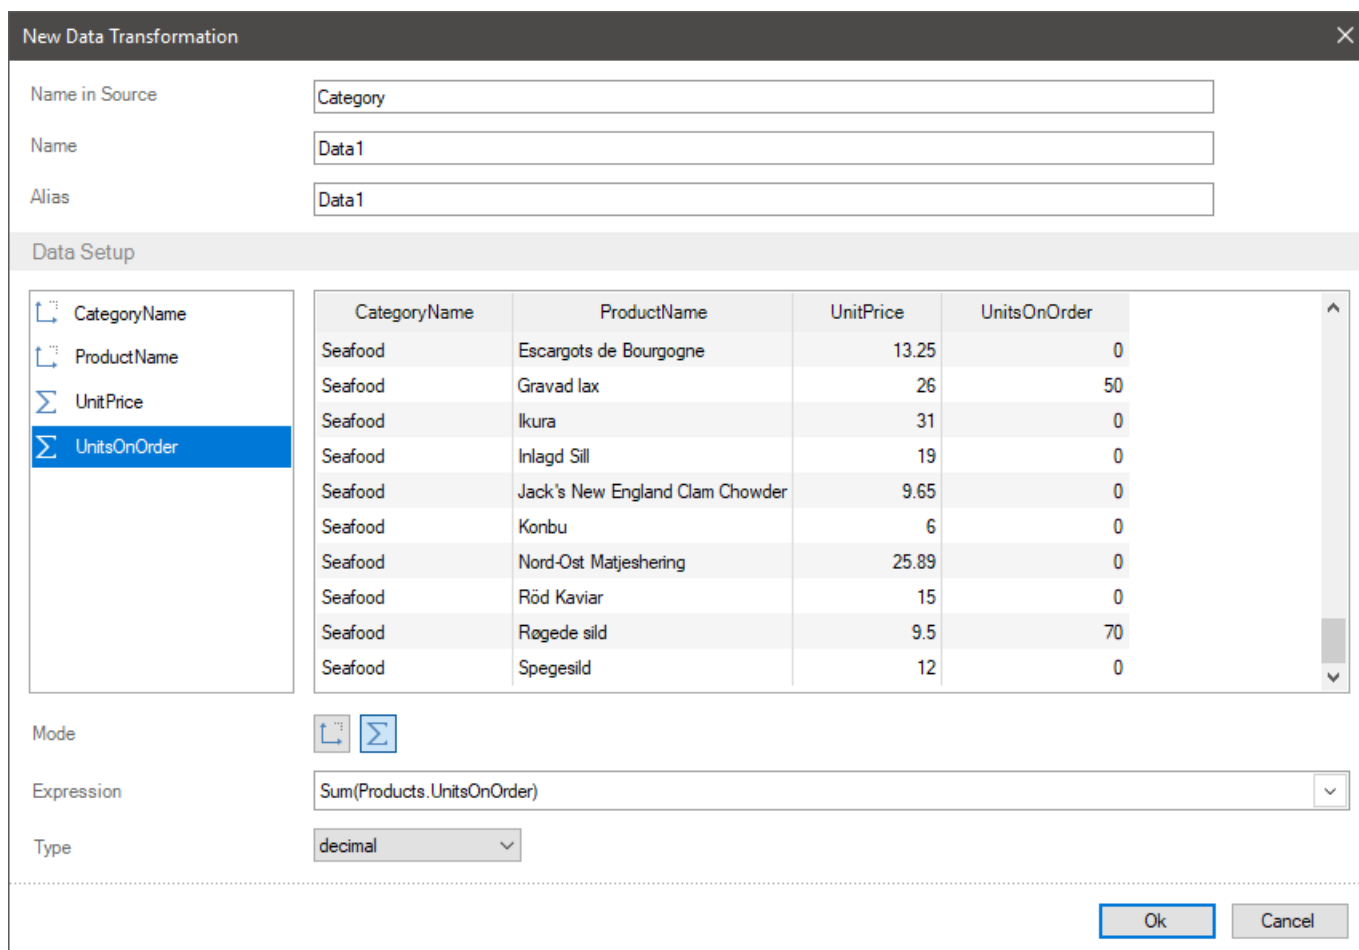 New Data Transformation
Name in Source Category
Name Data1
Alias Data1
Data Setup
CategoryName
ProductName
UnitPrice
UnitsOnOrder
CategoryName ProductName UnitPrice UnitsOnOrder
Seafood Escargots de Bourgogne 13.25 0
Seafood Gravad lax 26 50
Seafood Ikura 31 0
Seafood Inlagd Sill 19 0
Seafood Jack's New England Clam Chowder 9.65 0
Seafood Konbu 6 0
Seafood Nord-Ost Matjeshering 25.89 0
Seafood Röd Kaviar 15 0
Seafood Røgede sild 9.5 70
Seafood Spegesild 12 0
Mode
Expression Sum(Products.UnitsOnOrder)
Type decimal
Ok Cancel